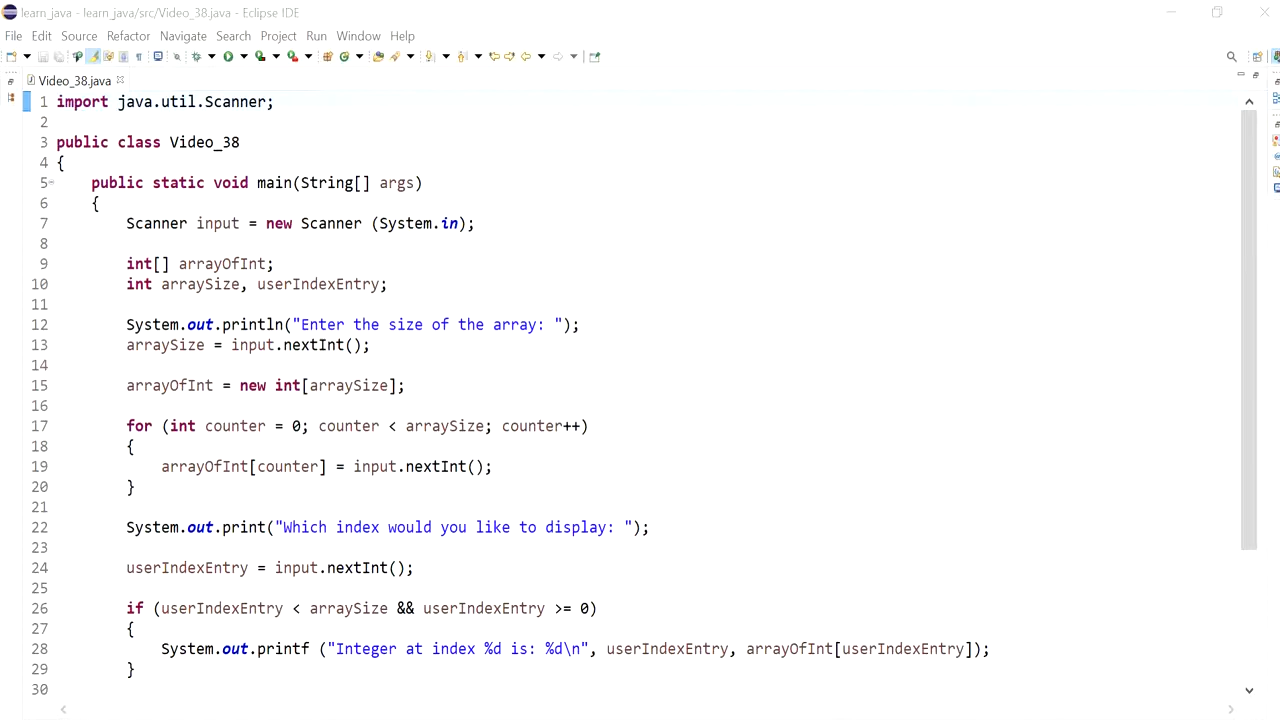 learn_java - learn_java/src/Video_38.java - Eclipse IDE
File Edit Source Refactor Navigate Search Project Run Window Help
Video_38.java
1 import java.util.Scanner;
2
3 public class Video_38
4 {
5 public static void main(String[] args)
6 {
7 Scanner input = new Scanner (System.in);
8
9 int[] arrayOfInt;
10 int arraySize, userIndexEntry;
11
12 System.out.println("Enter the size of the array: ");
13 arraySize = input.nextInt();
14
15 arrayOfInt = new int[arraySize];
16
17 for (int counter = 0; counter < arraySize; counter++)
18 {
19 arrayOfInt[counter] = input.nextInt();
20 }
21
22 System.out.print("Which index would you like to display: ");
23
24 userIndexEntry = input.nextInt();
25
26 if (userIndexEntry < arraySize && userIndexEntry >= 0)
27 {
28 System.out.printf ("Integer at index %d is: %d\n", userIndexEntry, arrayOfInt[userIndexEntry]);
29 }
30